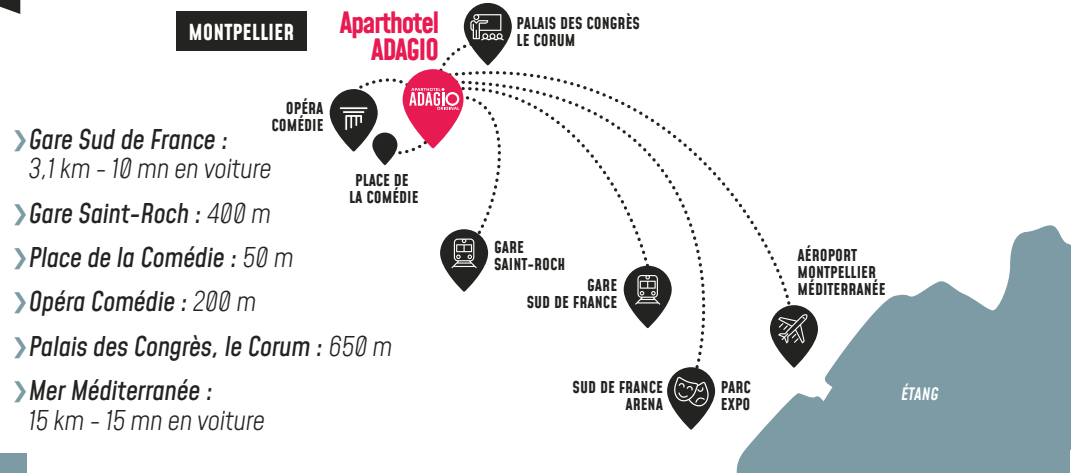 MONTPELLIER
Aparthotel
ADAGIO
PALAIS DES CONGRÈS
LE CORUM
APARTHOTEL
ADAGIO
ORIGINAL
OPÉRA
COMÉDIE
PLACE DE
LA COMÉDIE
❯Gare Sud de France :
3,1 km - 10 mn en voiture
❯Gare Saint-Roch : 400 m
❯Place de la Comédie : 50 m
❯Opéra Comédie : 200 m
❯Palais des Congrès, le Corum : 650 m
❯Mer Méditerranée :
15 km - 15 mn en voiture
GARE
SAINT-ROCH
GARE
SUD DE FRANCE
AÉROPORT
MONTPELLIER
MÉDITERRANÉE
SUD DE FRANCE
ARENA
PARC
EXPO
ÉTANG